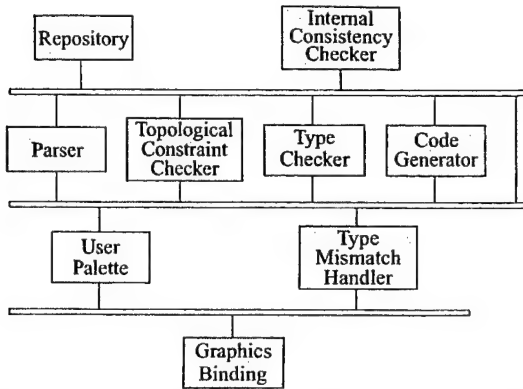 Repository
Internal
Consistency
Checker
Parser
Topological
Constraint
Checker
Type
Checker
Code
Generator
User
Palette
Type
Mismatch
Handler
Graphics
Binding